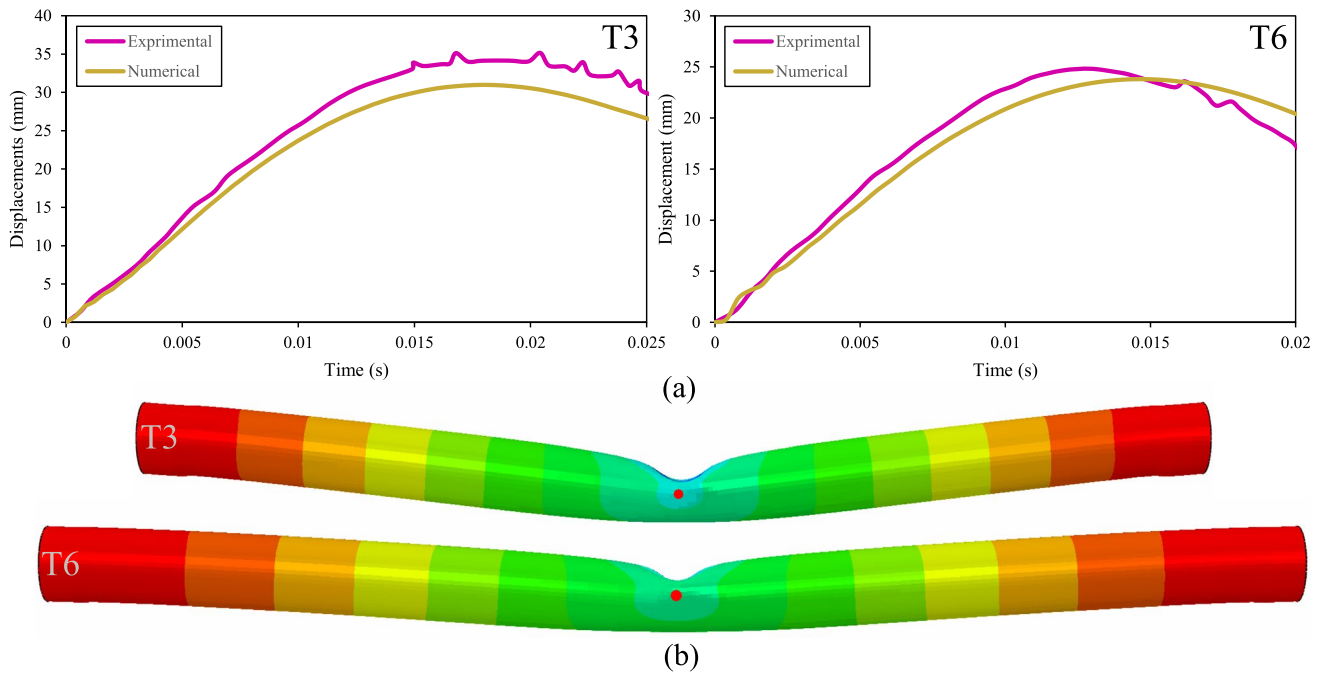 T3
Exprimental
Numerical
Displacements (mm)
40
35
30
25
20
15
10
5
0
0 0.005 0.01 0.015 0.02 0.025
Time (s)
T6
Exprimental
Numerical
Displacement (mm)
30
25
20
15
10
5
0
0 0.005 0.01 0.015 0.02
Time (s)
(a)
T3
T6
(b)